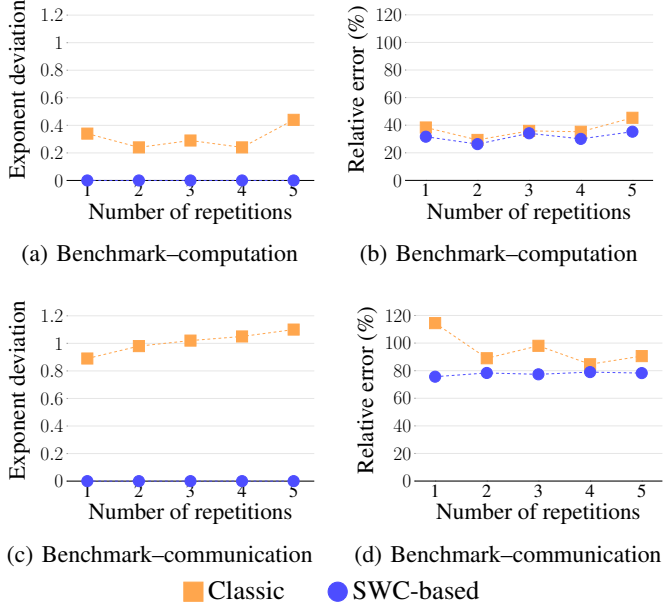 Exponent deviation
1.2
1
0.8
0.6
0.4
0.2
0
1 2 3 4 5
Number of repetitions
(a) Benchmark–computation
Relative error (%)
120
100
80
60
40
20
0
1 2 3 4 5
Number of repetitions
(b) Benchmark–computation
Exponent deviation
1.2
1
0.8
0.6
0.4
0.2
0
1 2 3 4 5
Number of repetitions
(c) Benchmark–communication
Relative error (%)
120
100
80
60
40
20
0
1 2 3 4 5
Number of repetitions
(d) Benchmark–communication
Classic SWC-based